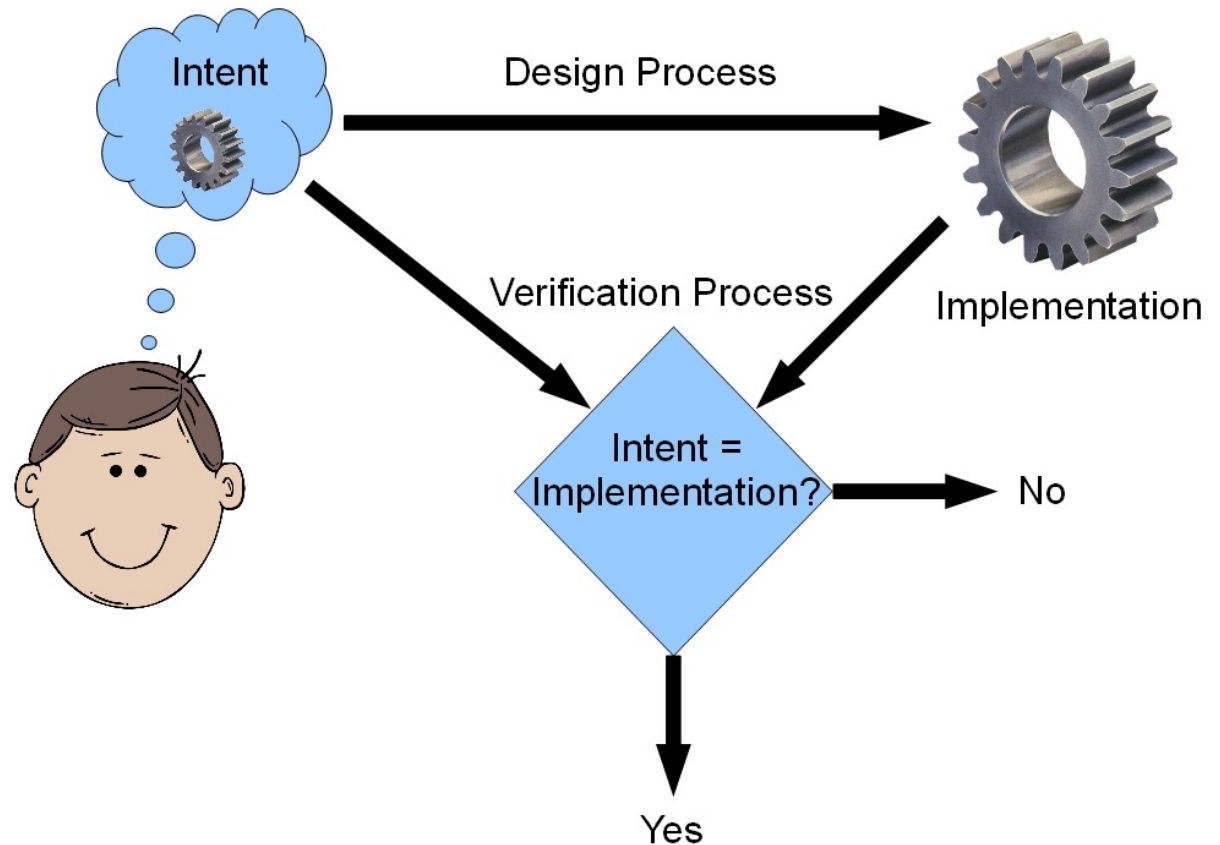 Intent
Design Process
Verification Process
Implementation
Intent =
Implementation?
No
Yes